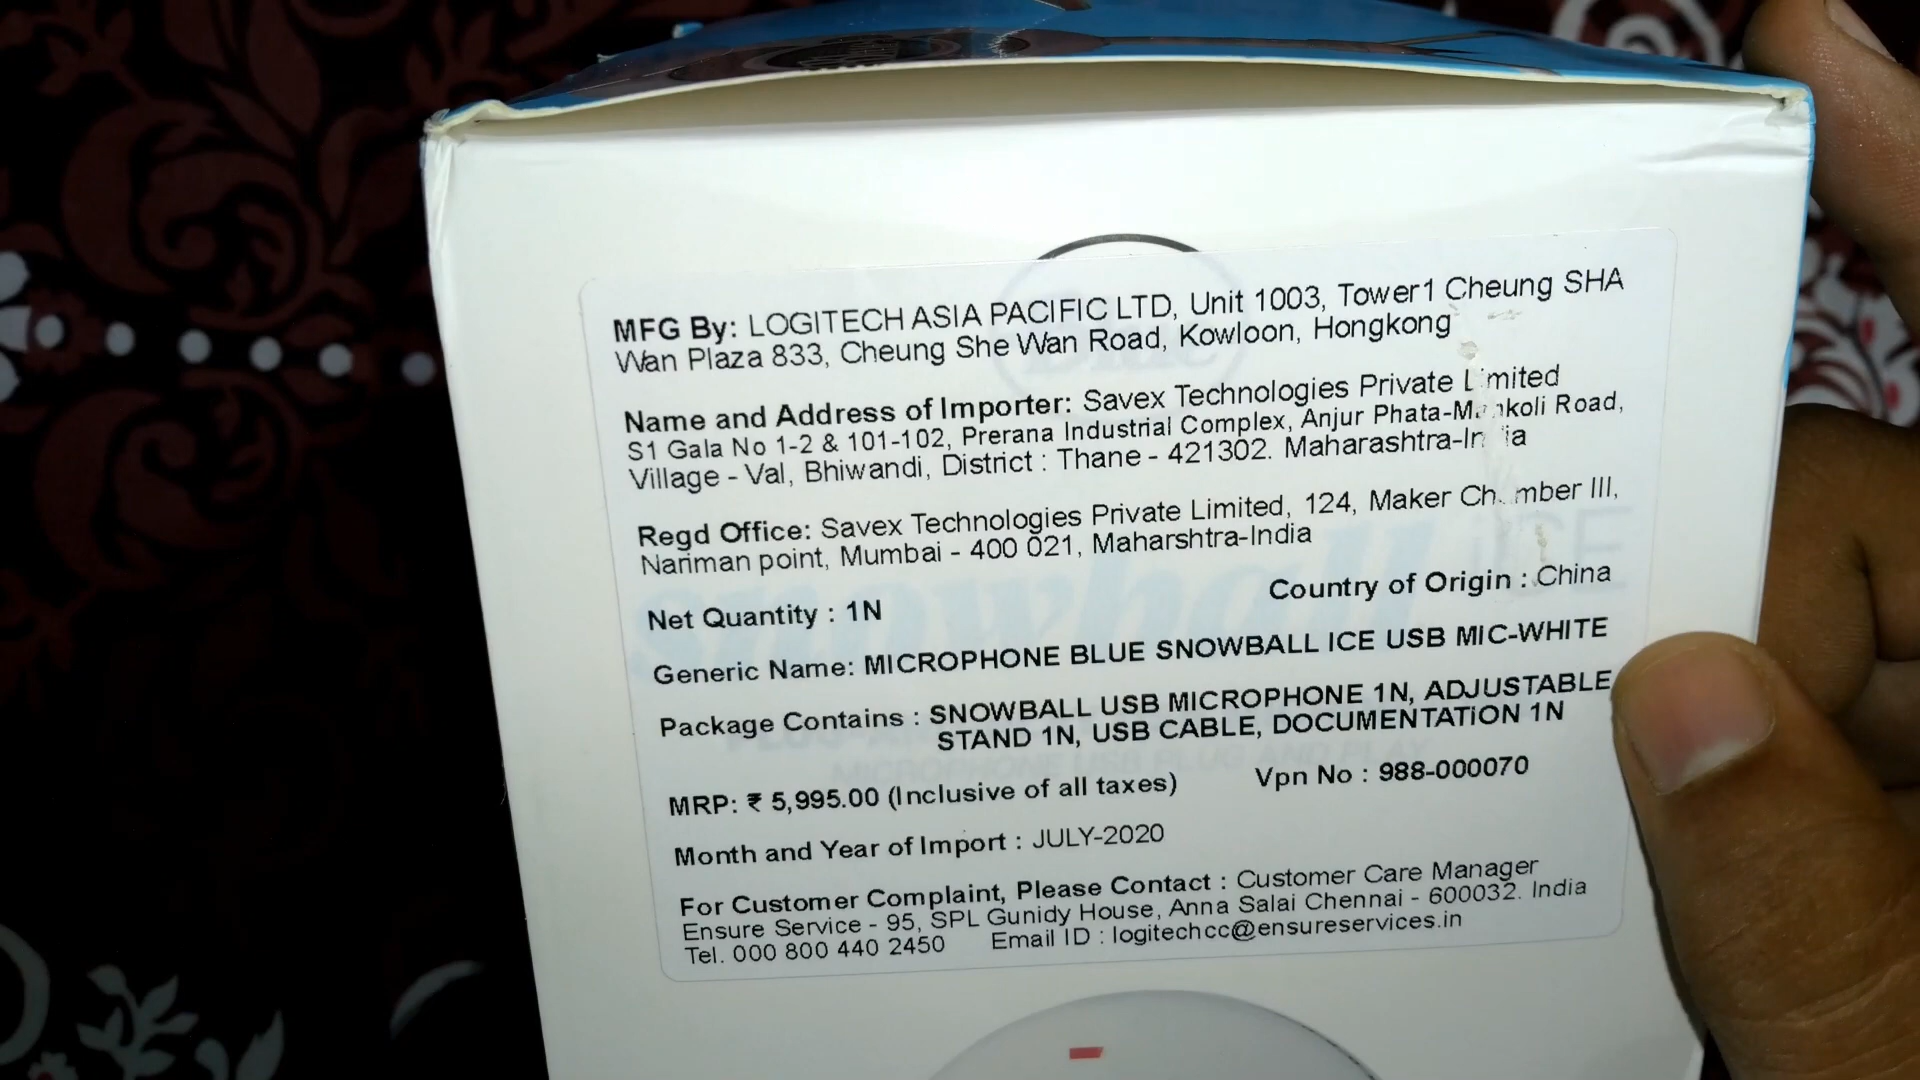 MFG By: LOGITECH ASIA PACIFIC LTD, Unit 1003, Tower1 Cheung SHA
Wan Plaza 833, Cheung She Wan Road, Kowloon, Hongkong
Name and Address of Importer: Savex Technologies Private Limited
S1 Gala No 1-2 & 101-102, Prerana Industrial Complex, Anjur Phata-Mankoli Road,
Village - Val, Bhiwandi, District : Thane - 421302. Maharashtra-India
Regd Office: Savex Technologies Private Limited, 124, Maker Chamber III,
Nariman point, Mumbai - 400 021, Maharshtra-India
Net Quantity : 1N
Country of Origin : China
Generic Name: MICROPHONE BLUE SNOWBALL ICE USB MIC-WHITE
Package Contains : SNOWBALL USB MICROPHONE 1N, ADJUSTABLE
STAND 1N, USB CABLE, DOCUMENTATION 1N
MRP: ₹ 5,995.00 (Inclusive of all taxes)
Vpn No : 988-000070
Month and Year of Import : JULY-2020
For Customer Complaint, Please Contact : Customer Care Manager
Ensure Service - 95, SPL Gunidy House, Anna Salai Chennai - 600032. India
Tel. 000 800 440 2450 Email ID : logitechcc@ensureservices.in